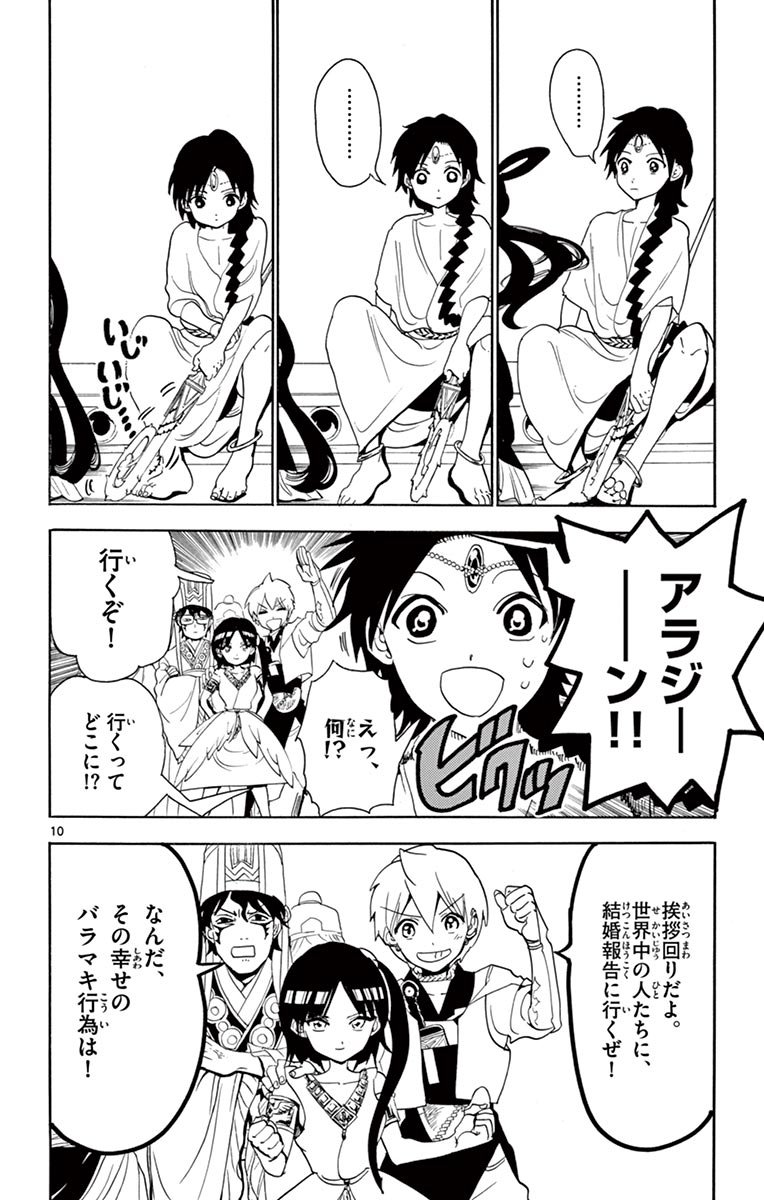 ………
………
………
いじ
いじ…
アラジー
ーーン!!
ビクッ
えっ、
何!?
行くぞ!
行くって
どこに!?
10
挨拶回りだよ。
世界中の人たちに、
結婚報告に行くぜ!
なんだ、
その幸せの
バラマキ行為は!